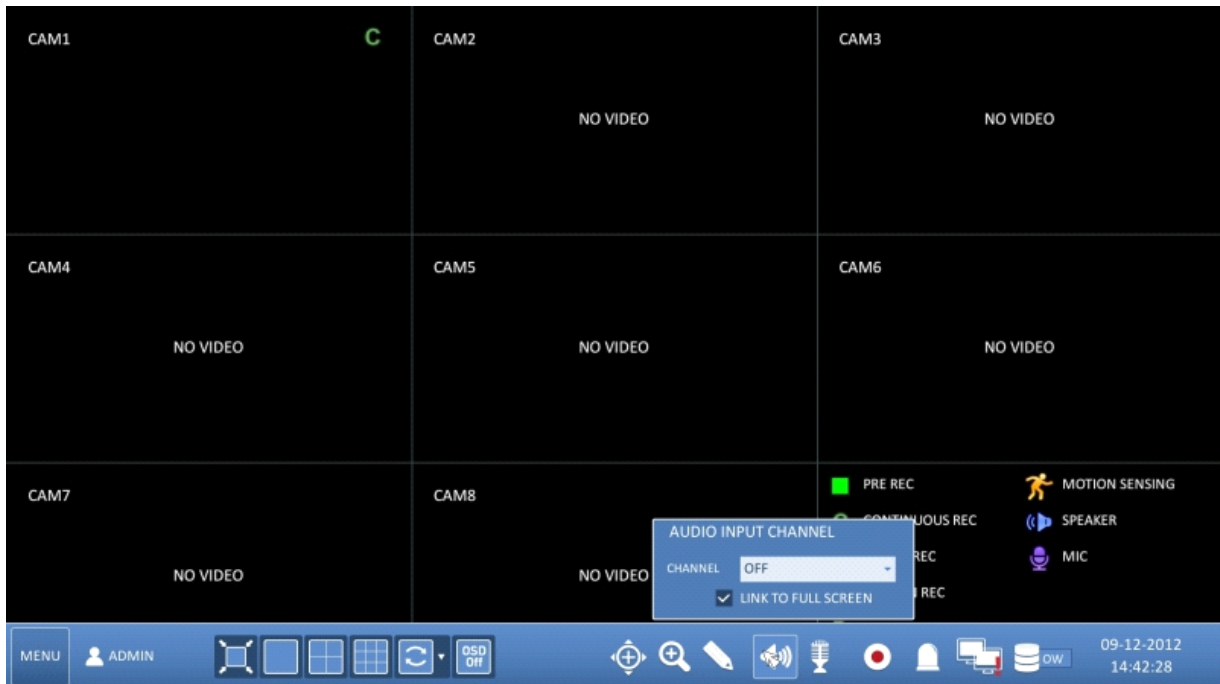 CAM1 C CAM2 CAM3
NO VIDEO NO VIDEO
CAM4 CAM5 CAM6
NO VIDEO NO VIDEO NO VIDEO
CAM7 CAM8
NO VIDEO NO VIDEO
PRE REC MOTION SENSING
CONTINUOUS REC SPEAKER
REC MIC
REC
AUDIO INPUT CHANNEL
CHANNEL OFF
LINK TO FULL SCREEN
MENU ADMIN OSD Off OW
09-12-2012
14:42:28